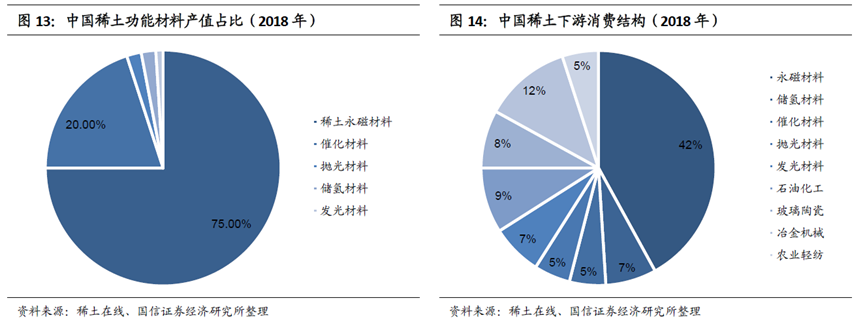 图 13:中国稀土功能材料产值占比(2018 年)
20.00%
75.00%
稀土永磁材料
催化材料
抛光材料
储氢材料
发光材料
资料来源:稀土在线、国信证券经济研究所整理
图 14:中国稀土下游消费结构(2018 年)
5%
12%
8%
9%
7%
5%
5%
7%
42%
永磁材料
储氢材料
催化材料
抛光材料
发光材料
石油化工
玻璃陶瓷
冶金机械
农业轻纺
资料来源:稀土在线、国信证券经济研究所整理